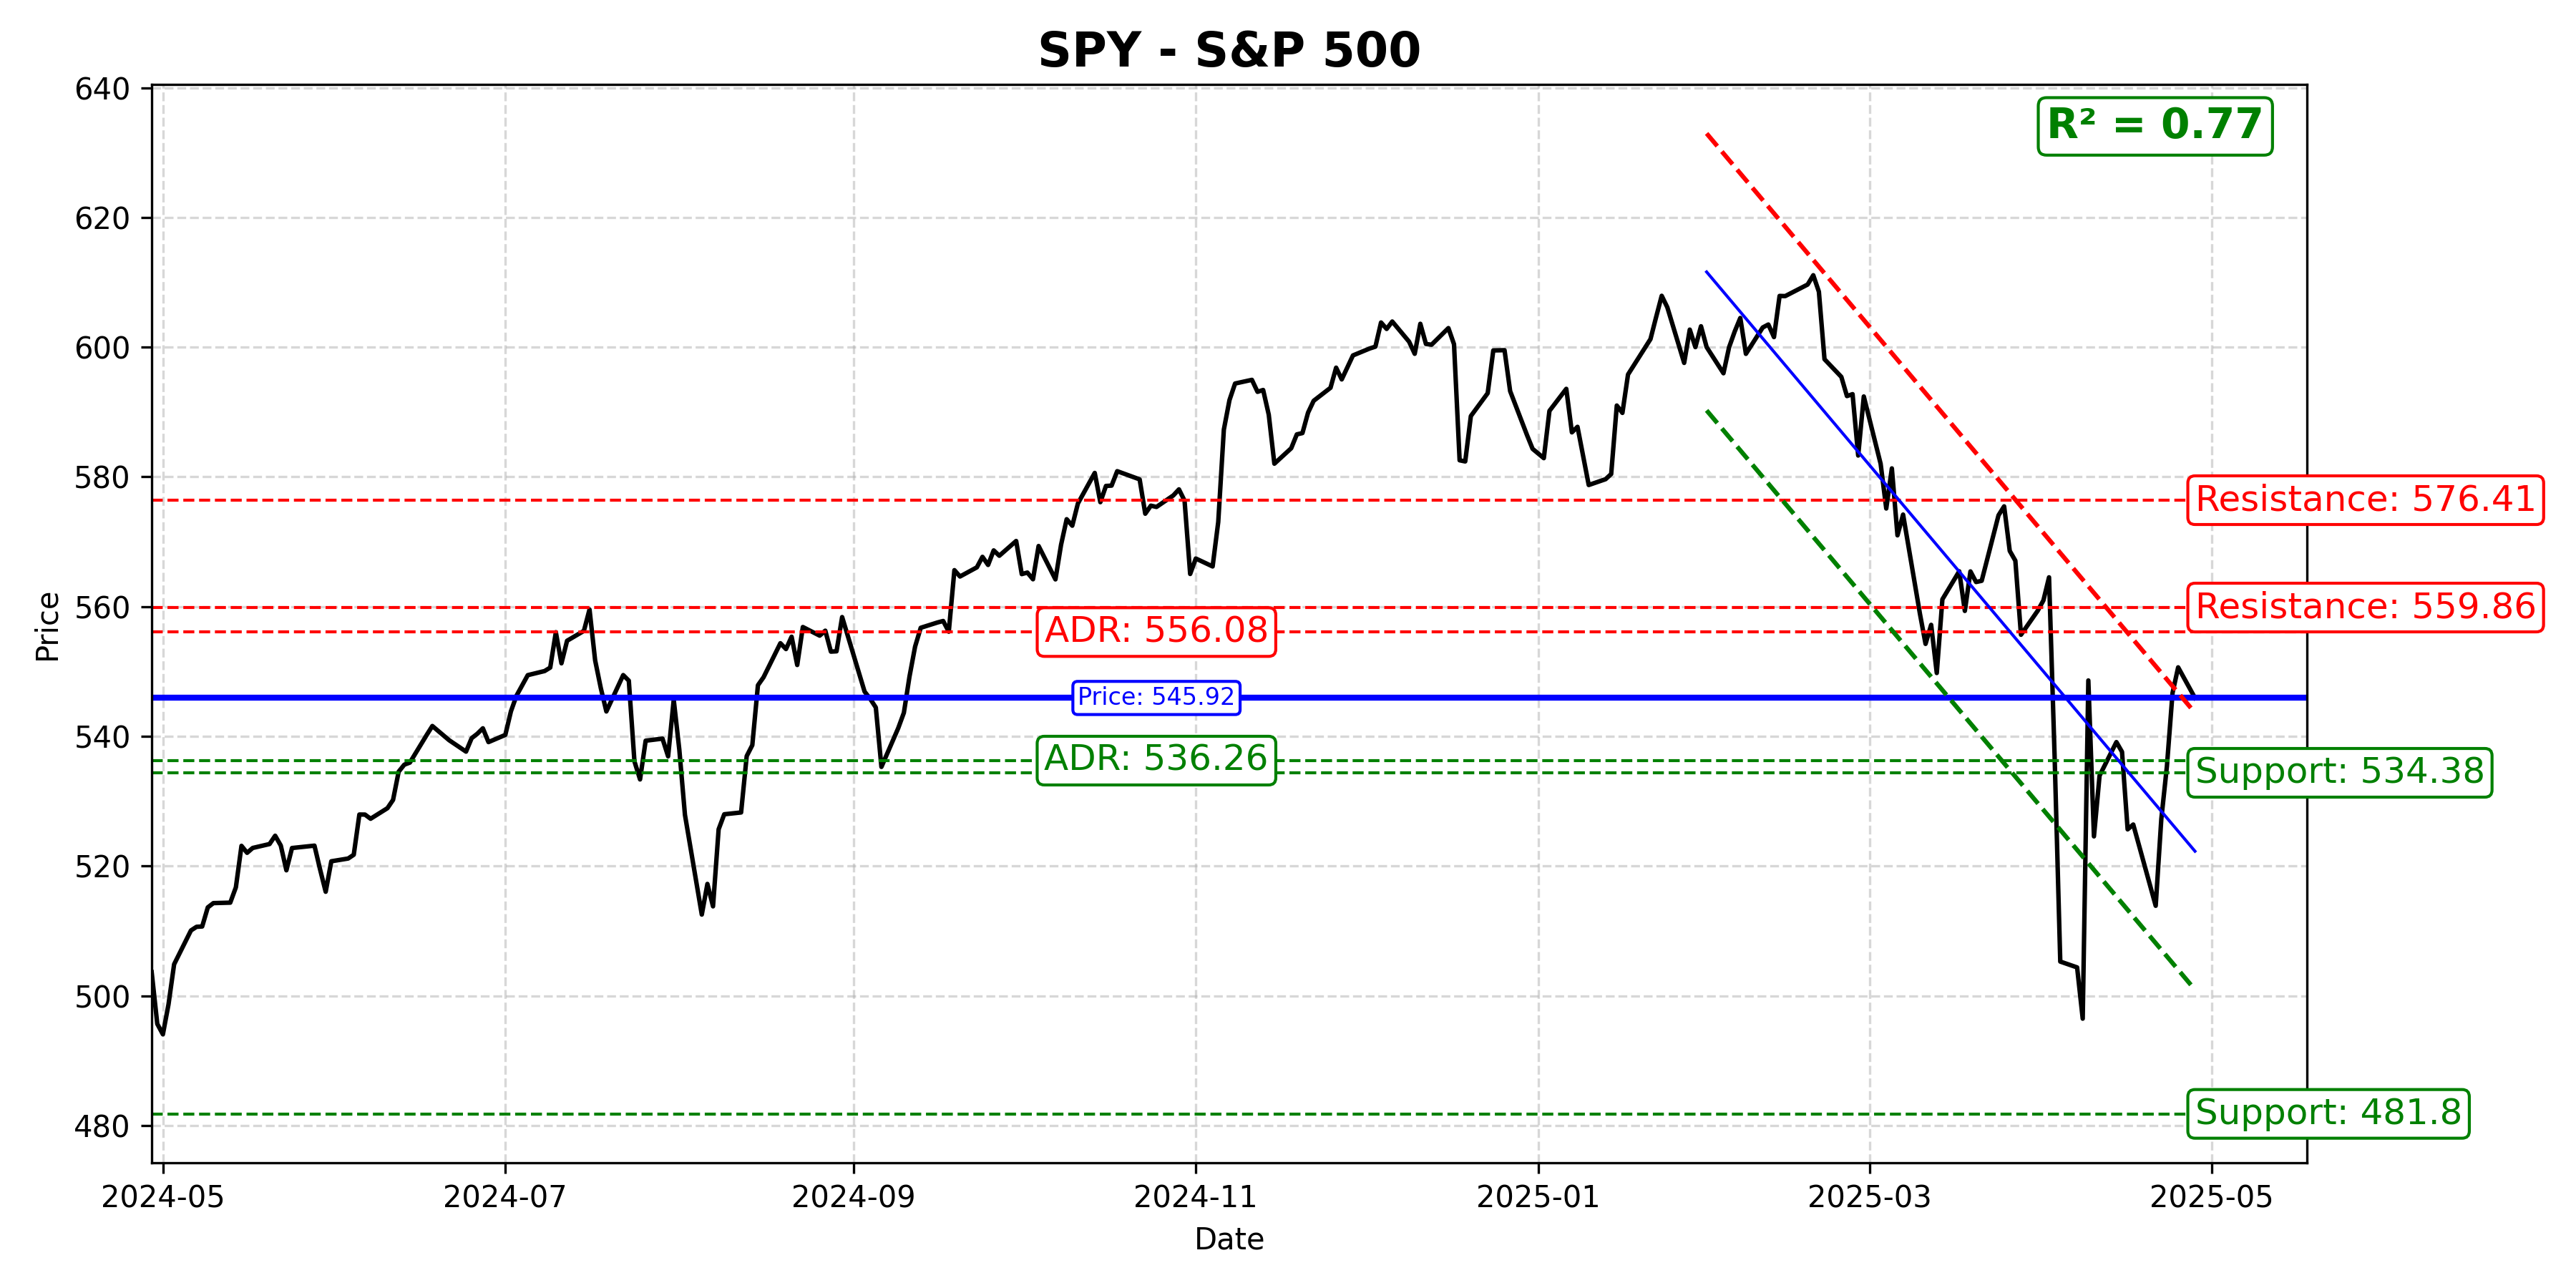 SPY - S&P 500
R² = 0.77
Price
640
620
600
580
560
540
520
500
480
Resistance: 576.41
Resistance: 559.86
ADR: 556.08
Price: 545.92
ADR: 536.26
Support: 534.38
Support: 481.8
2024-05
2024-07
2024-09
2024-11
2025-01
2025-03
2025-05
Date